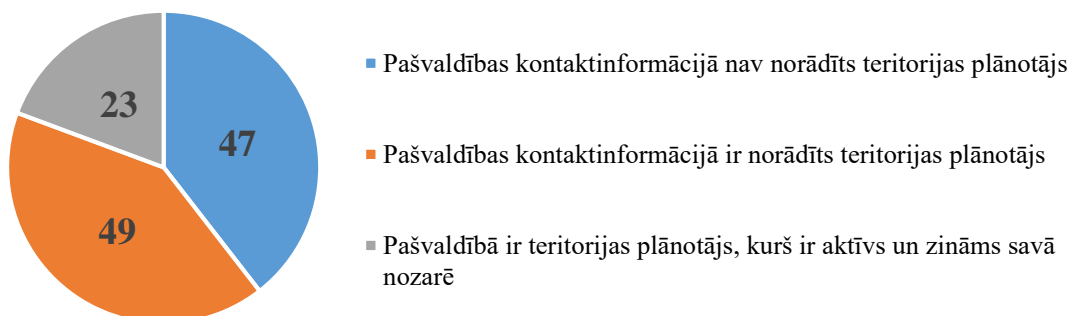 23
47
49
Pašvaldības kontaktinformācijā nav norādīts teritorijas plānotājs
Pašvaldības kontaktinformācijā ir norādīts teritorijas plānotājs
Pašvaldībā ir teritorijas plānotājs, kurš ir aktīvs un zināms savā
nozarē